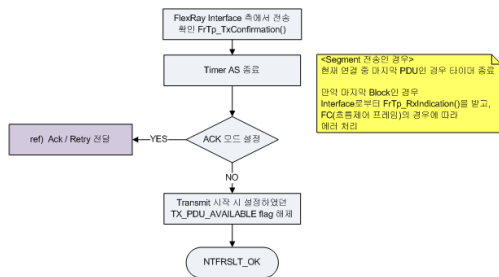 FlexRay Interface 측에서 전송
확인 FrTp_TxConfirmation()
Timer AS 종료
ACK 모드 설정
YES
ref) Ack / Retry 전달
NO
Transmit 시작 시 설정하였던
TX_PDU_AVAILABLE flag 해제
NTFRSLT_OK
<Segment 전송인 경우>
현재 연결 중 마지막 PDU인 경우 타이머 종료
만약 마지막 Block인 경우
Interface로부터 FrTp_RxIndication()을 받고,
FC(흐름제어 프레임)의 경우에 따라
에러 처리